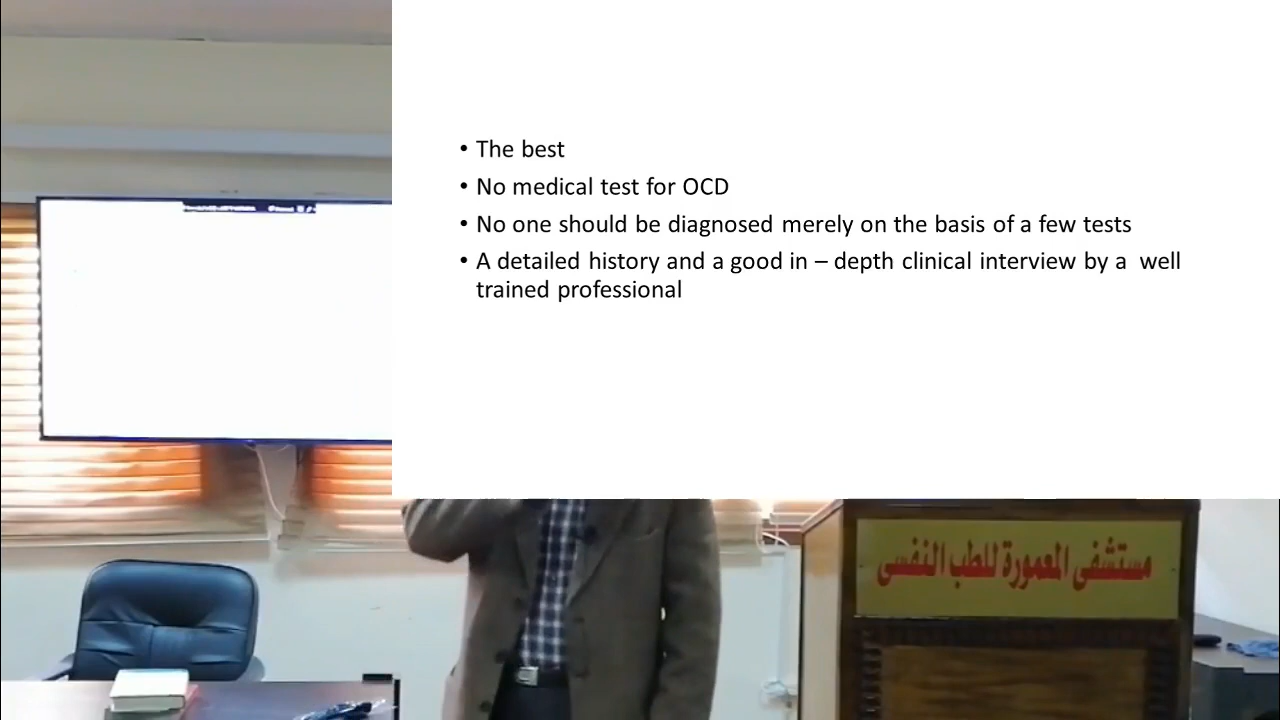 • The best
• No medical test for OCD
• No one should be diagnosed merely on the basis of a few tests
• A detailed history and a good in – depth clinical interview by a  well
trained professional
مستشفى المعمورة للطب النفسى